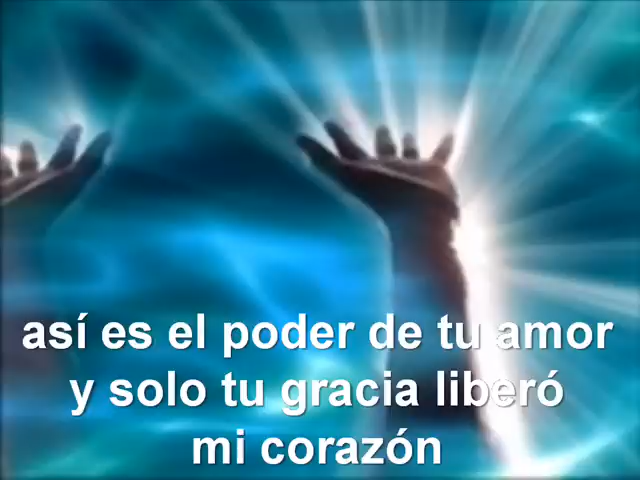 así es el poder de tu amor
y solo tu gracia liberó
mi corazón